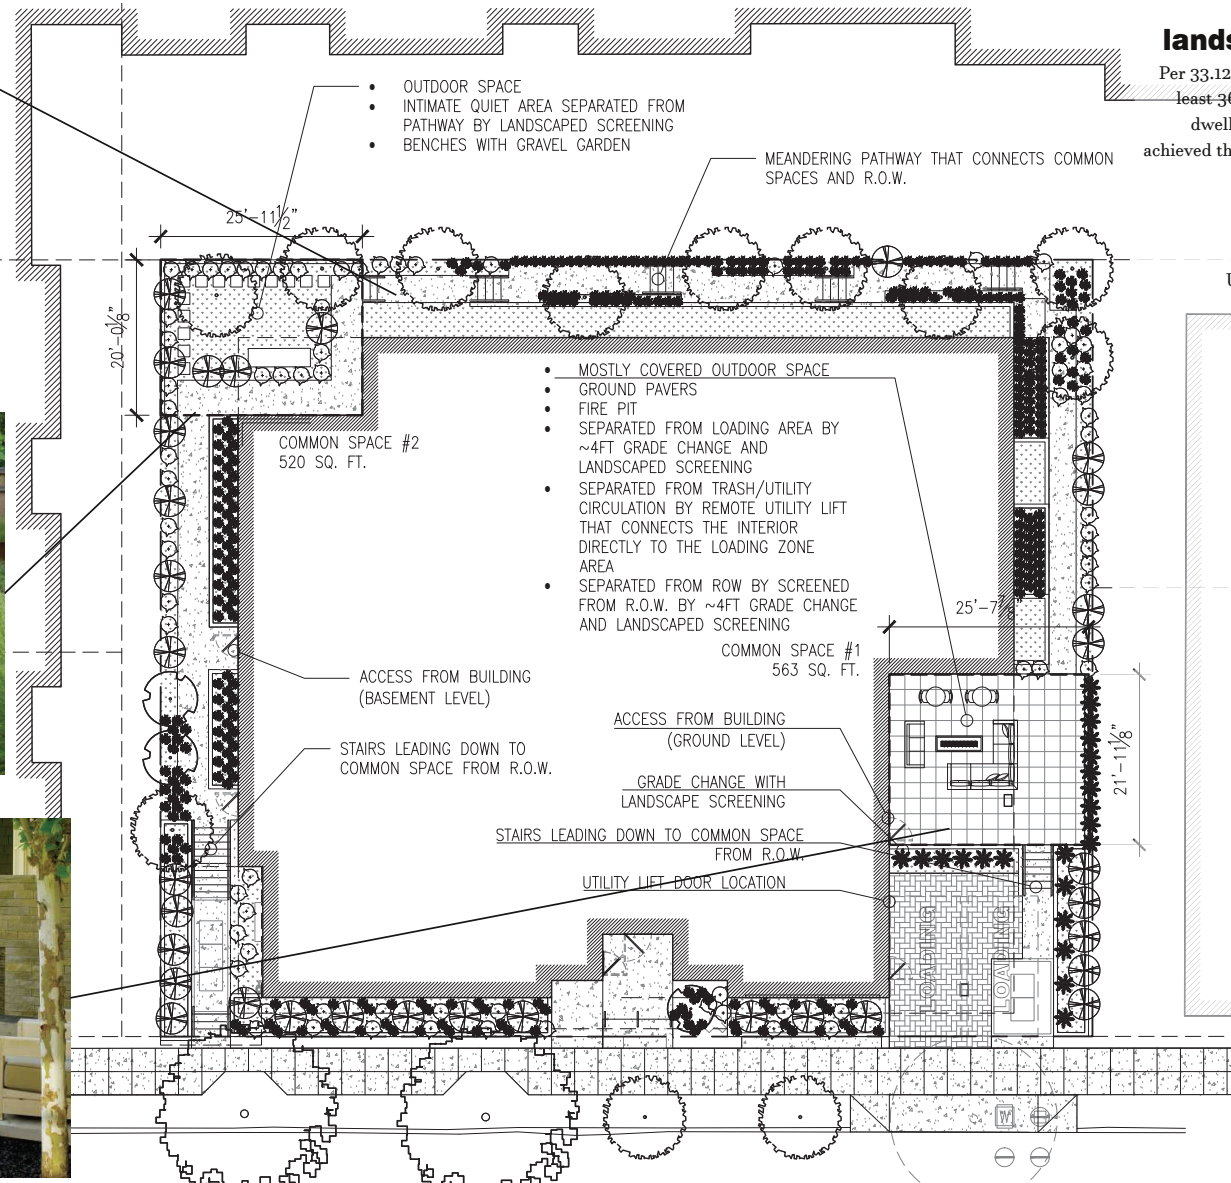 lands
Per 33.12
least 36
dwell
achieved th
U
• OUTDOOR SPACE
• INTIMATE QUIET AREA SEPARATED FROM
PATHWAY BY LANDSCAPED SCREENING
• BENCHES WITH GRAVEL GARDEN
MEANDERING PATHWAY THAT CONNECTS COMMON
SPACES AND R.O.W.
25'-11½"
20'-0⅛"
COMMON SPACE #2
520 SQ. FT.
• MOSTLY COVERED OUTDOOR SPACE
• GROUND PAVERS
• FIRE PIT
• SEPARATED FROM LOADING AREA BY
~4FT GRADE CHANGE AND
LANDSCAPED SCREENING
• SEPARATED FROM TRASH/UTILITY
CIRCULATION BY REMOTE UTILITY LIFT
THAT CONNECTS THE INTERIOR
DIRECTLY TO THE LOADING ZONE
AREA
• SEPARATED FROM ROW BY SCREENED
FROM R.O.W. BY ~4FT GRADE CHANGE
AND LANDSCAPED SCREENING
25'-7⅞"
COMMON SPACE #1
563 SQ. FT.
ACCESS FROM BUILDING
(BASEMENT LEVEL)
STAIRS LEADING DOWN TO
COMMON SPACE FROM R.O.W.
ACCESS FROM BUILDING
(GROUND LEVEL)
GRADE CHANGE WITH
LANDSCAPE SCREENING
STAIRS LEADING DOWN TO COMMON SPACE
FROM R.O.W.
UTILITY LIFT DOOR LOCATION
21'-11⅛"
LOADING
LOADING
W